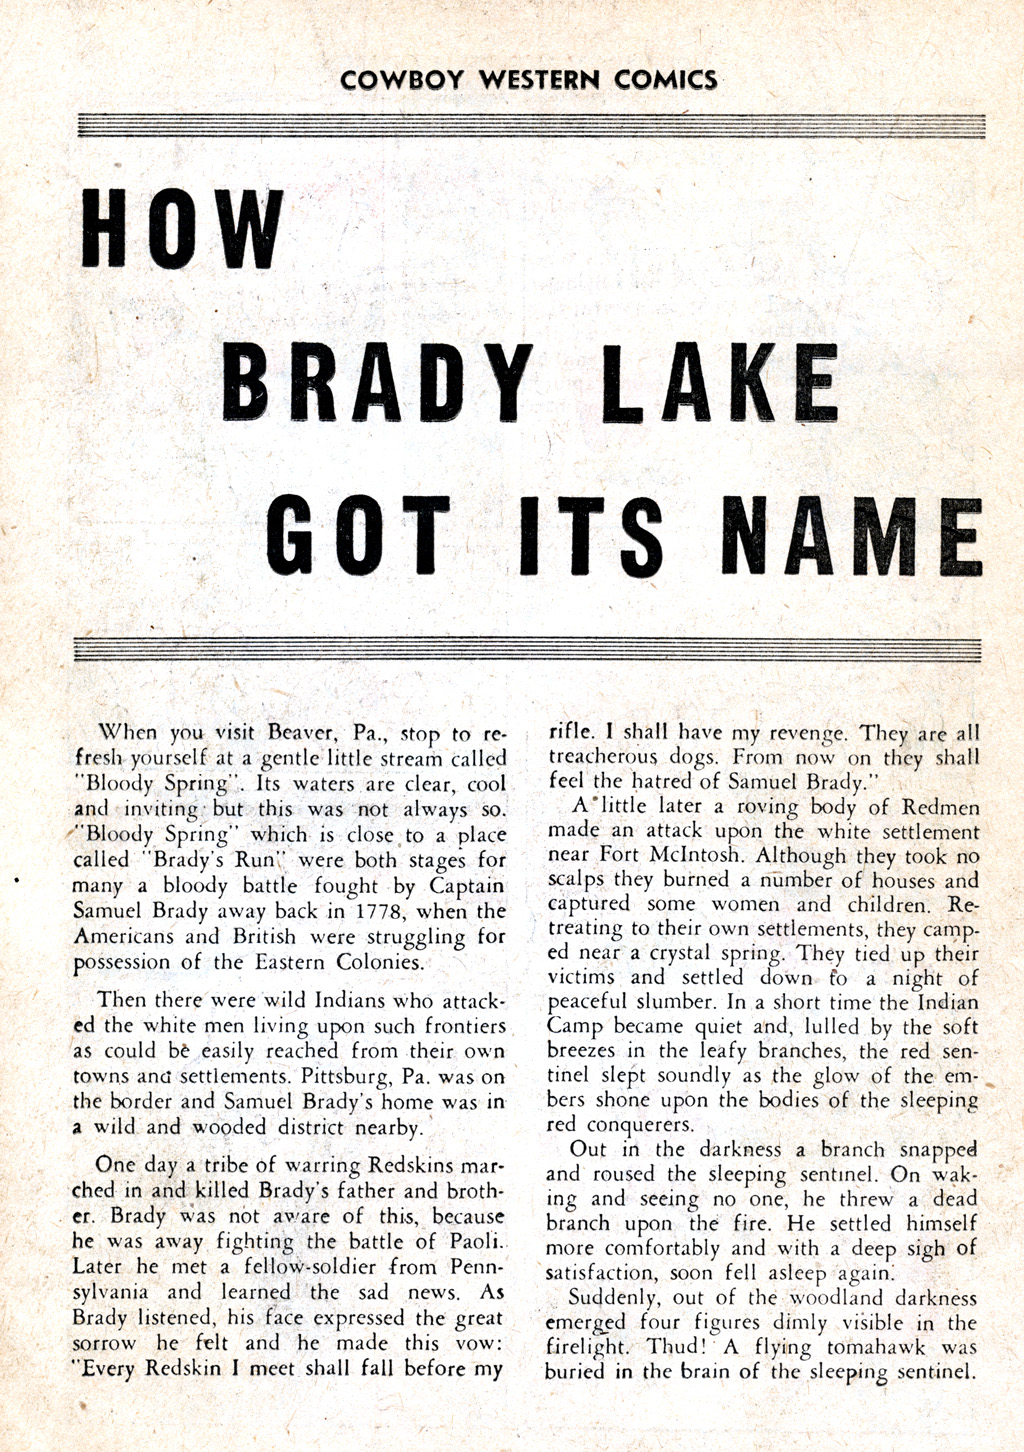 COWBOY WESTERN COMICS
HOW
BRADY LAKE
GOT ITS NAME
When you visit Beaver, Pa., stop to re-
fresh yourself at a gentle little stream called
"Bloody Spring". Its waters are clear, cool
and inviting but this was not always so.
"Bloody Spring" which is close to a place
called "Brady's Run" were both stages for
many a bloody battle fought by Captain
Samuel Brady away back in 1778, when the
Americans and British were struggling for
possession of the Eastern Colonies.
Then there were wild Indians who attack-
ed the white men living upon such frontiers
as could be easily reached from their own
towns and settlements. Pittsburg, Pa. was on
the border and Samuel Brady's home was in
a wild and wooded district nearby.
One day a tribe of warring Redskins mar-
ched in and killed Brady's father and broth-
er. Brady was not aware of this, because
he was away fighting the battle of Paoli.
Later he met a fellow-soldier from Penn-
sylvania and learned the sad news. As
Brady listened, his face expressed the great
sorrow he felt and he made this vow:
"Every Redskin I meet shall fall before my
rifle. I shall have my revenge. They are all
treacherous dogs. From now on they shall
feel the hatred of Samuel Brady."
A little later a roving body of Redmen
made an attack upon the white settlement
near Fort McIntosh. Although they took no
scalps they burned a number of houses and
captured some women and children. Re-
treating to their own settlements, they camp-
ed near a crystal spring. They tied up their
victims and settled down to a night of
peaceful slumber. In a short time the Indian
Camp became quiet and, lulled by the soft
breezes in the leafy branches, the red sen-
tinel slept soundly as the glow of the em-
bers shone upon the bodies of the sleeping
red conquerers.
Out in the darkness a branch snapped
and roused the sleeping sentinel. On wak-
ing and seeing no one, he threw a dead
branch upon the fire. He settled himself
more comfortably and with a deep sigh of
satisfaction, soon fell asleep again.
Suddenly, out of the woodland darkness
emerged four figures dimly visible in the
firelight. Thud! A flying tomahawk was
buried in the brain of the sleeping sentinel.